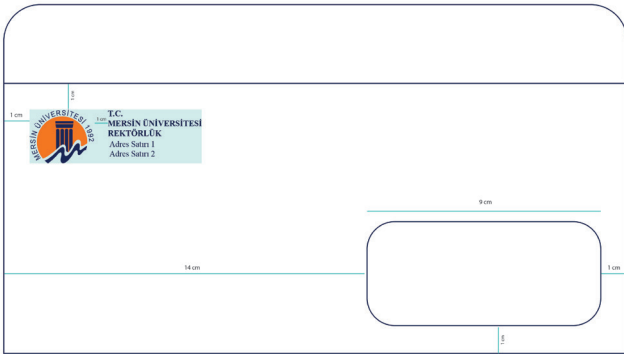 1 cm
1 cm
MERSİN ÜNİVERSİTESİ 1992
1 cm
T.C.
MERSİN ÜNİVERSİTESİ
REKTÖRLÜK
Adres Satırı 1
Adres Satırı 2
9 cm
14 cm
1 cm
1 cm